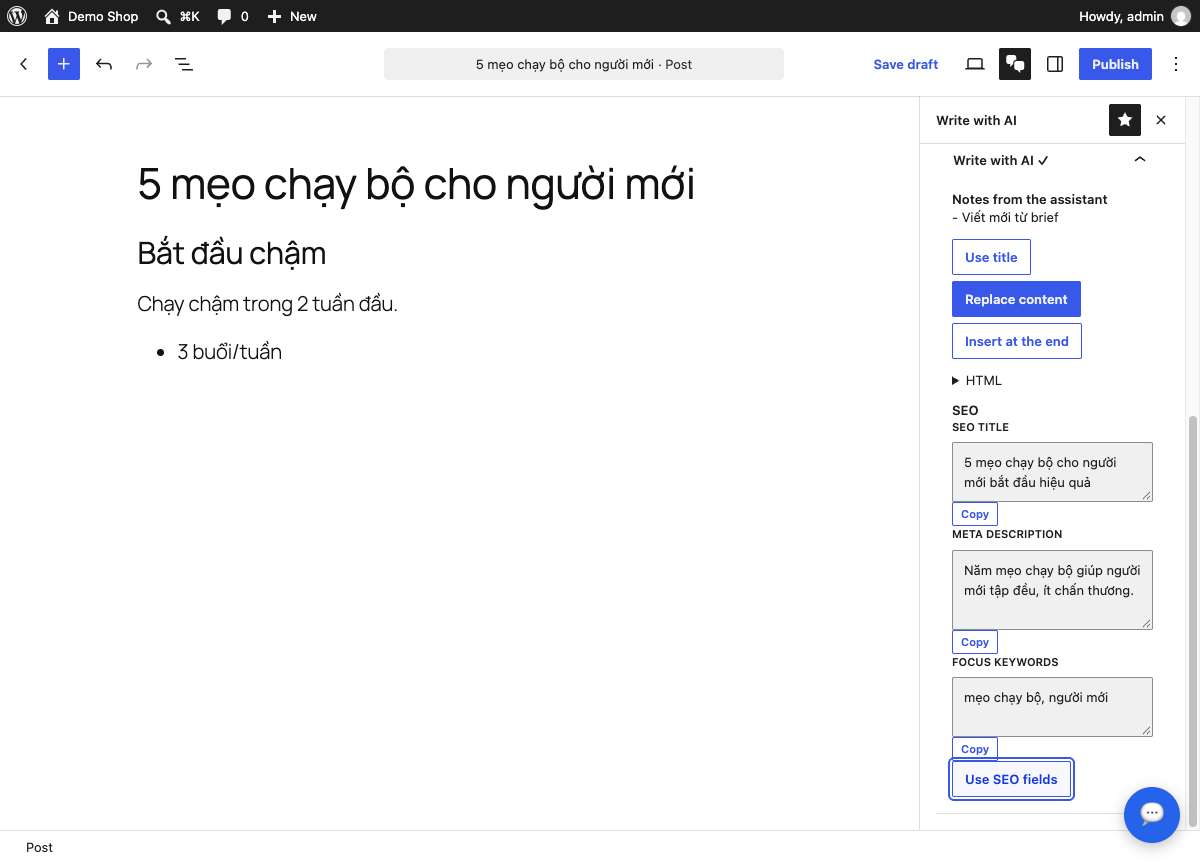 Demo Shop
⌘K
0
New
Howdy, admin
5 mẹo chạy bộ cho người mới · Post
Save draft
Publish
5 mẹo chạy bộ cho người mới
Bắt đầu chậm
Chạy chậm trong 2 tuần đầu.
• 3 buổi/tuần
Write with AI
Write with AI ✓
Notes from the assistant
- Viết mới từ brief
Use title
Replace content
Insert at the end
HTML
SEO
SEO TITLE
5 mẹo chạy bộ cho người
mới bắt đầu hiệu quả
Copy
META DESCRIPTION
Năm mẹo chạy bộ giúp người
mới tập đều, ít chấn thương.
Copy
FOCUS KEYWORDS
mẹo chạy bộ, người mới
Copy
Use SEO fields
Post